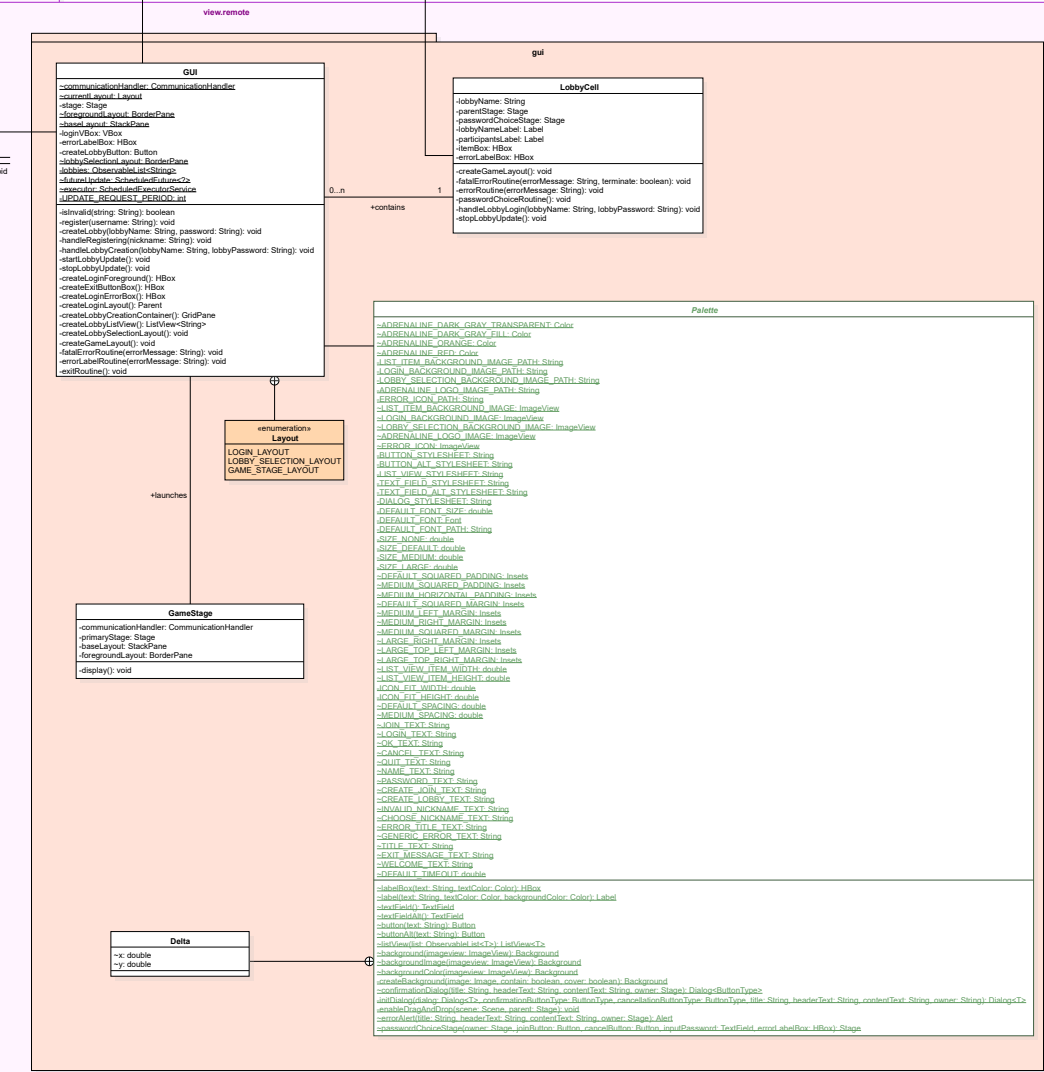 view.remote
gui
GUI
~communicationHandler: CommunicationHandler
~currentLayout: Layout
-stage: Stage
~foregroundLayout: BorderPane
~baseLayout: StackPane
-loginVBox: VBox
-errorLabelBox: HBox
-createLobbyButton: Button
~lobbySelectionLayout: BorderPane
-lobbies: ObservableList<String>
~futureUpdate: ScheduledFuture<?>
~executor: ScheduledExecutorService
-UPDATE_REQUEST_PERIOD: int
-isInvalid(string: String): boolean
-register(username: String): void
-createLobby(lobbyName: String, password: String): void
-handleRegistering(nickname: String): void
-handleLobbyCreation(lobbyName: String, lobbyPassword: String): void
-startLobbyUpdate(): void
-stopLobbyUpdate(): void
-createLoginForeground(): HBox
-createExitButtonBox(): HBox
-createLoginErrorBox(): HBox
-createLoginLayout(): Parent
-createLobbyCreationContainer(): GridPane
-createLobbyListView(): ListView<String>
-createLobbySelectionLayout(): void
-createGameLayout(): void
-fatalErrorRoutine(errorMessage: String): void
-errorLabelRoutine(errorMessage: String):
-exitRoutine(): void
LobbyCell
-lobbyName: String
-parentStage: Stage
-passwordChoiceStage: Stage
-lobbyNameLabel: Label
-participantsLabel: Label
-itemBox: HBox
-errorLabelBox: HBox
-createGameLayout(): void
-fatalErrorRoutine(errorMessage: String, terminate: boolean): void
-errorRoutine(errorMessage: String): void
-passwordChoiceRoutine(): void
-handleLobbyLogin(lobbyName: String, lobbyPassword: String): void
-stopLobbyUpdate(): void
0...n
1
+contains
«enumeration»
Layout
LOGIN_LAYOUT
LOBBY_SELECTION_LAYOUT
GAME_STAGE_LAYOUT
+launches
GameStage
-communicationHandler: CommunicationHandler
-primaryStage: Stage
-baseLayout: StackPane
-foregroundLayout: BorderPane
-display(): void
Delta
~x: double
~y: double
Palette
~ADRENALINE_DARK_GRAY_TRANSPARENT: Color
~ADRENALINE_DARK_GRAY_FILL: Color
~ADRENALINE_ORANGE: Color
~ADRENALINE_RED: Color
-LIST_ITEM_BACKGROUND_IMAGE_PATH: String
-LOGIN_BACKGROUND_IMAGE_PATH: String
-LOBBY_SELECTION_BACKGROUND_IMAGE_PATH: String
-ADRENALINE_LOGO_IMAGE_PATH: String
-ERROR_ICON_PATH: String
~LIST_ITEM_BACKGROUND_IMAGE: ImageView
~LOGIN_BACKGROUND_IMAGE: ImageView
~LOBBY_SELECTION_BACKGROUND_IMAGE: ImageView
~ADRENALINE_LOGO_IMAGE: ImageView
~ERROR_ICON: ImageView
-BUTTON_STYLESHEET: String
-BUTTON_ALT_STYLESHEET: String
-LIST_VIEW_STYLESHEET: String
-TEXT_FIELD_STYLESHEET: String
-TEXT_FIELD_ALT_STYLESHEET: String
-DIALOG_STYLESHEET: String
-DEFAULT_FONT_SIZE: double
-DEFAULT_FONT: Font
-DEFAULT_FONT_PATH: String
-SIZE_NONE: double
-SIZE_DEFAULT: double
-SIZE_MEDIUM: double
-SIZE_LARGE: double
~DEFAULT_SQUARED_PADDING: Insets
~MEDIUM_SQUARED_PADDING: Insets
~MEDIUM_HORIZONTAL_PADDING: Insets
~DEFAULT_SQUARED_MARGIN: Insets
~MEDIUM_LEFT_MARGIN: Insets
~MEDIUM_RIGHT_MARGIN: Insets
~MEDIUM_SQUARED_MARGIN: Insets
~LARGE_RIGHT_MARGIN: Insets
~LARGE_TOP_LEFT_MARGIN: Insets
~LARGE_TOP_RIGHT_MARGIN: Insets
~LIST_VIEW_ITEM_WIDTH: double
~LIST_VIEW_ITEM_HEIGHT: double
-ICON_FIT_WIDTH: double
-ICON_FIT_HEIGHT: double
~DEFAULT_SPACING: double
~MEDIUM_SPACING: double
~JOIN_TEXT: String
~LOGIN_TEXT: String
~OK_TEXT: String
~CANCEL_TEXT: String
~QUIT_TEXT: String
~NAME_TEXT: String
~PASSWORD_TEXT: String
~CREATE_JOIN_TEXT: String
~CREATE_LOBBY_TEXT: String
~INVALID_NICKNAME_TEXT: String
~CHOOSE_NICKNAME_TEXT: String
~ERROR_TITLE_TEXT: String
~GENERIC_ERROR_TEXT: String
~TITLE_TEXT: String
~EXIT_MESSAGE_TEXT: String
~WELCOME_TEXT: String
~DEFAULT_TIMEOUT: double
~labelBox(text: String, textColor: Color): HBox
~label(text: String, textColor: Color, backgroundColor: Color): Label
~textField(): TextField
~textFieldAlt(): TextField
~button(text: String): Button
~buttonAlt(text: String): Button
~listView(list: ObservableList<T>): ListView<T>
~background(imageview: ImageView): Background
~backgroundImage(imageview: ImageView): Background
~backgroundColor(imageview: ImageView): Background
-createBackground(image: Image, contain: boolean, cover: boolean): Background
~confirmationDialog(title: String, headerText: String, contentText: String, owner: Stage): Dialog<ButtonType>
-initDialog(dialog: Dialog<T>, confirmationButtonType: ButtonType, cancellationButtonType: ButtonType, title: String, headerText: String, contentText: String, owner: String): Dialog<T>
-enableDragAndDrop(scene: Scene, parent: Stage): void
~errorAlert(title: String, headerText: String, contentText: String, owner: Stage): Alert
~passwordChoiceStage(owner: Stage, joinButton: Button, cancelButton: Button, inputPassword: TextField, errorLabelBox: HBox): Stage